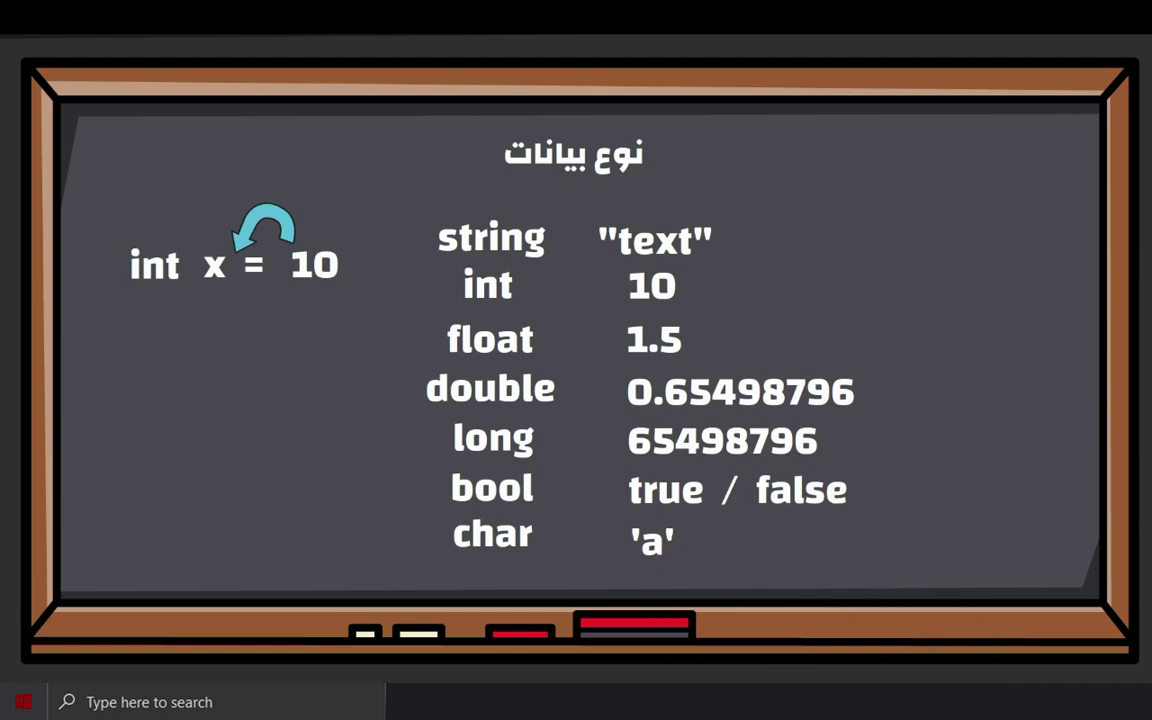 نوع بيانات
int x = 10
string "text"
int 10
float 1.5
double 0.65498796
long 65498796
bool true / false
char 'a'
Type here to search